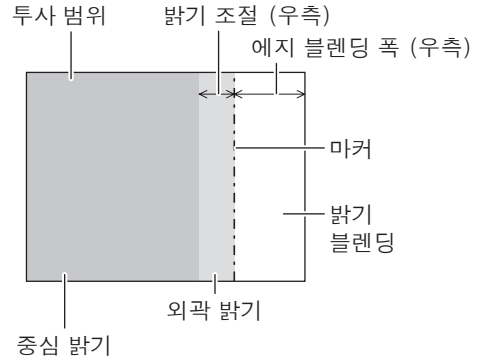 투사 범위
밝기 조절 (우측)
에지 블렌딩 폭 (우측)
마커
밝기
블렌딩
외곽 밝기
중심 밝기